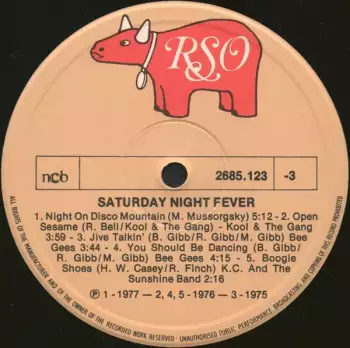 RSO
ncb
2685.123 -3
SATURDAY NIGHT FEVER
1. Night On Disco Mountain (M. Mussorgsky) 5:12 - 2. Open
Sesame (R. Bell/Kool & The Gang) - Kool & The Gang
3:59 - 3. Jive Talkin' (B. Gibb/R. Gibb/M. Gibb) Bee
Gees 3:44 - 4. You Should Be Dancing (B. Gibb/
R. Gibb/M. Gibb) Bee Gees 4:15 - 5. Boogie
Shoes (H. W. Casey/R. Finch) K.C. And The
Sunshine Band 2:16
Ⓟ 1 - 1977 - 2, 4, 5 - 1976 - 3 - 1975
ALL RIGHTS OF THE MANUFACTURER AND OF THE OWNER OF THE RECORDED WORK RESERVED · UNAUTHORISED PUBLIC PERFORMANCE, BROADCASTING AND COPYING OF THIS RECORD PROHIBITED